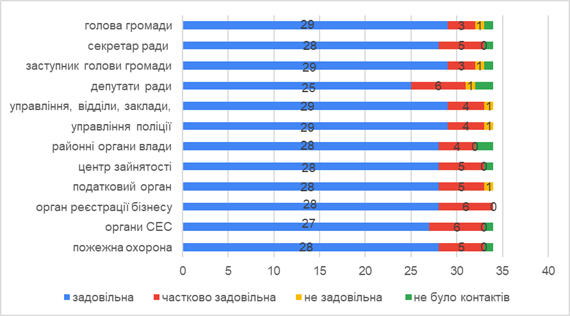 голова громади 29 3 1
секретар ради 28 5 0
заступник голови громади 29 3 1
депутати ради 25 6 1
управління, відділи, заклади, 29 4 1
управління поліції 29 4 1
районні органи влади 28 4 0
центр зайнятості 28 5 0
податковий орган 28 5 1
орган реєстрації бізнесу 28 6 0
органи СЕС 27 6 0
пожежна охорона 28 5 0
0 5 10 15 20 25 30 35 40
задовільна частково задовільна не задовільна не було контактів